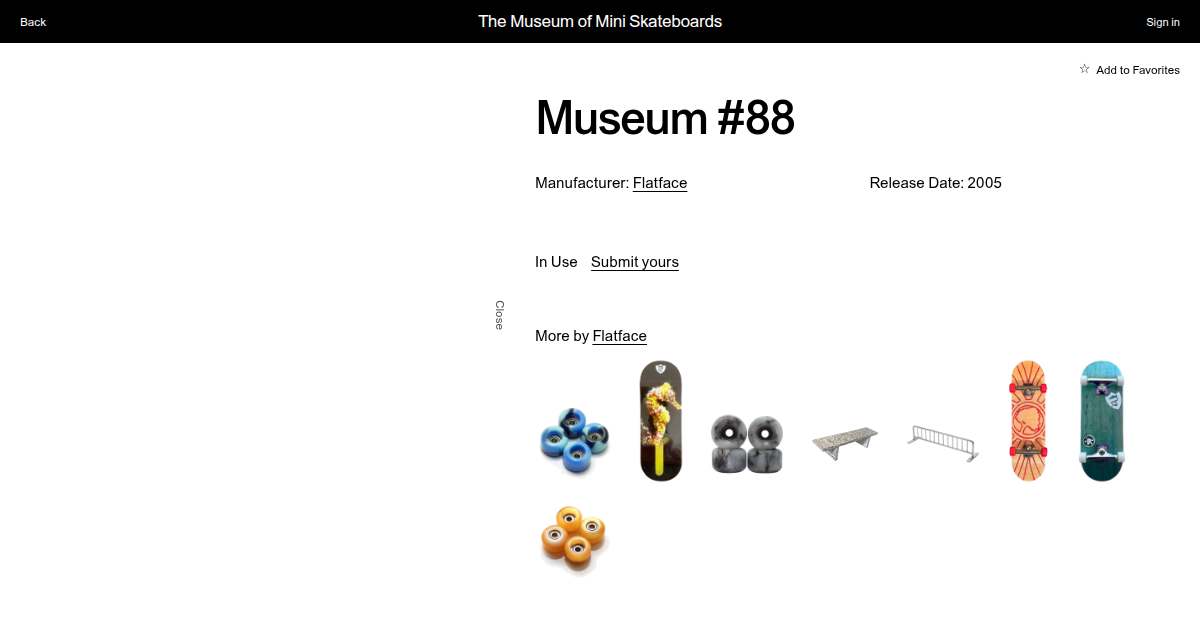 Back
The Museum of Mini Skateboards
Sign in
☆ Add to Favorites
Museum #88
Manufacturer: Flatface
Release Date: 2005
In Use Submit yours
Close
More by Flatface